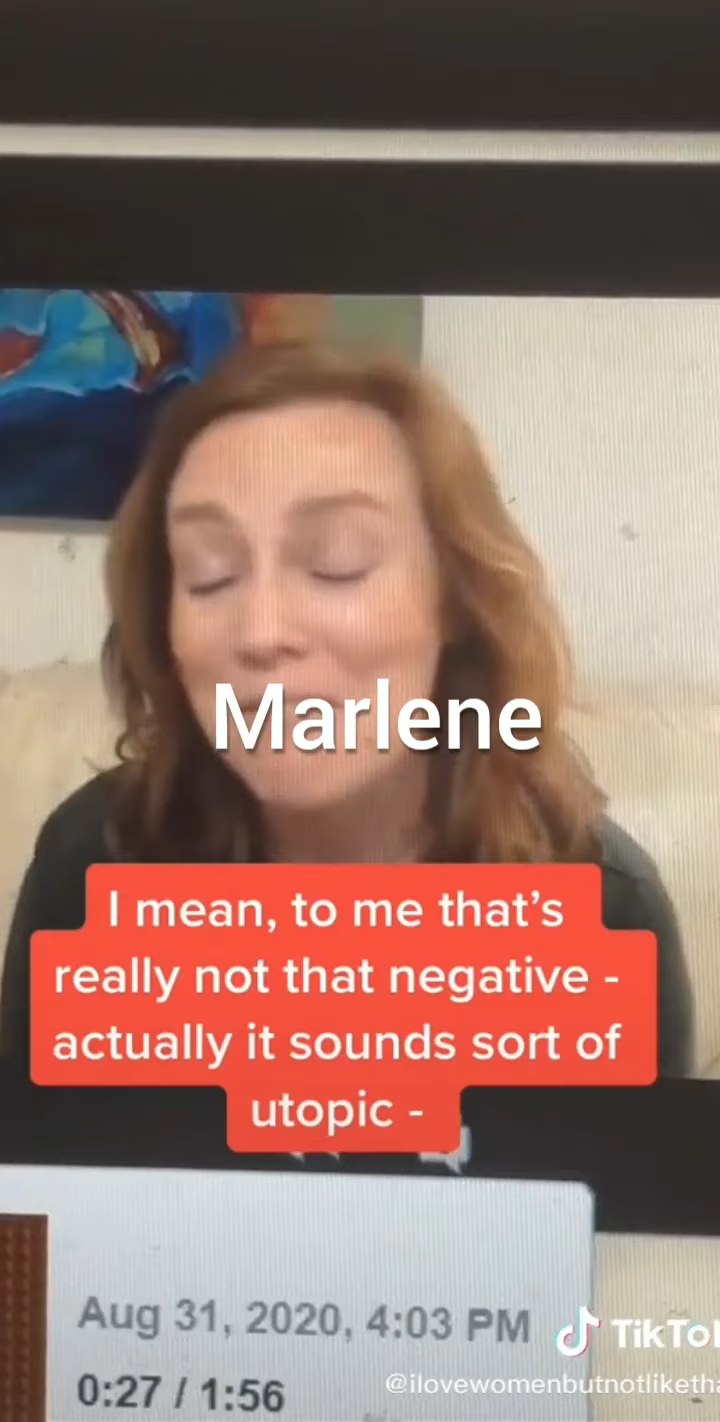 Marlene
I mean, to me that’s
really not that negative -
actually it sounds sort of
utopic -
Aug 31, 2020, 4:03 PM
0:27 / 1:56
TikTok